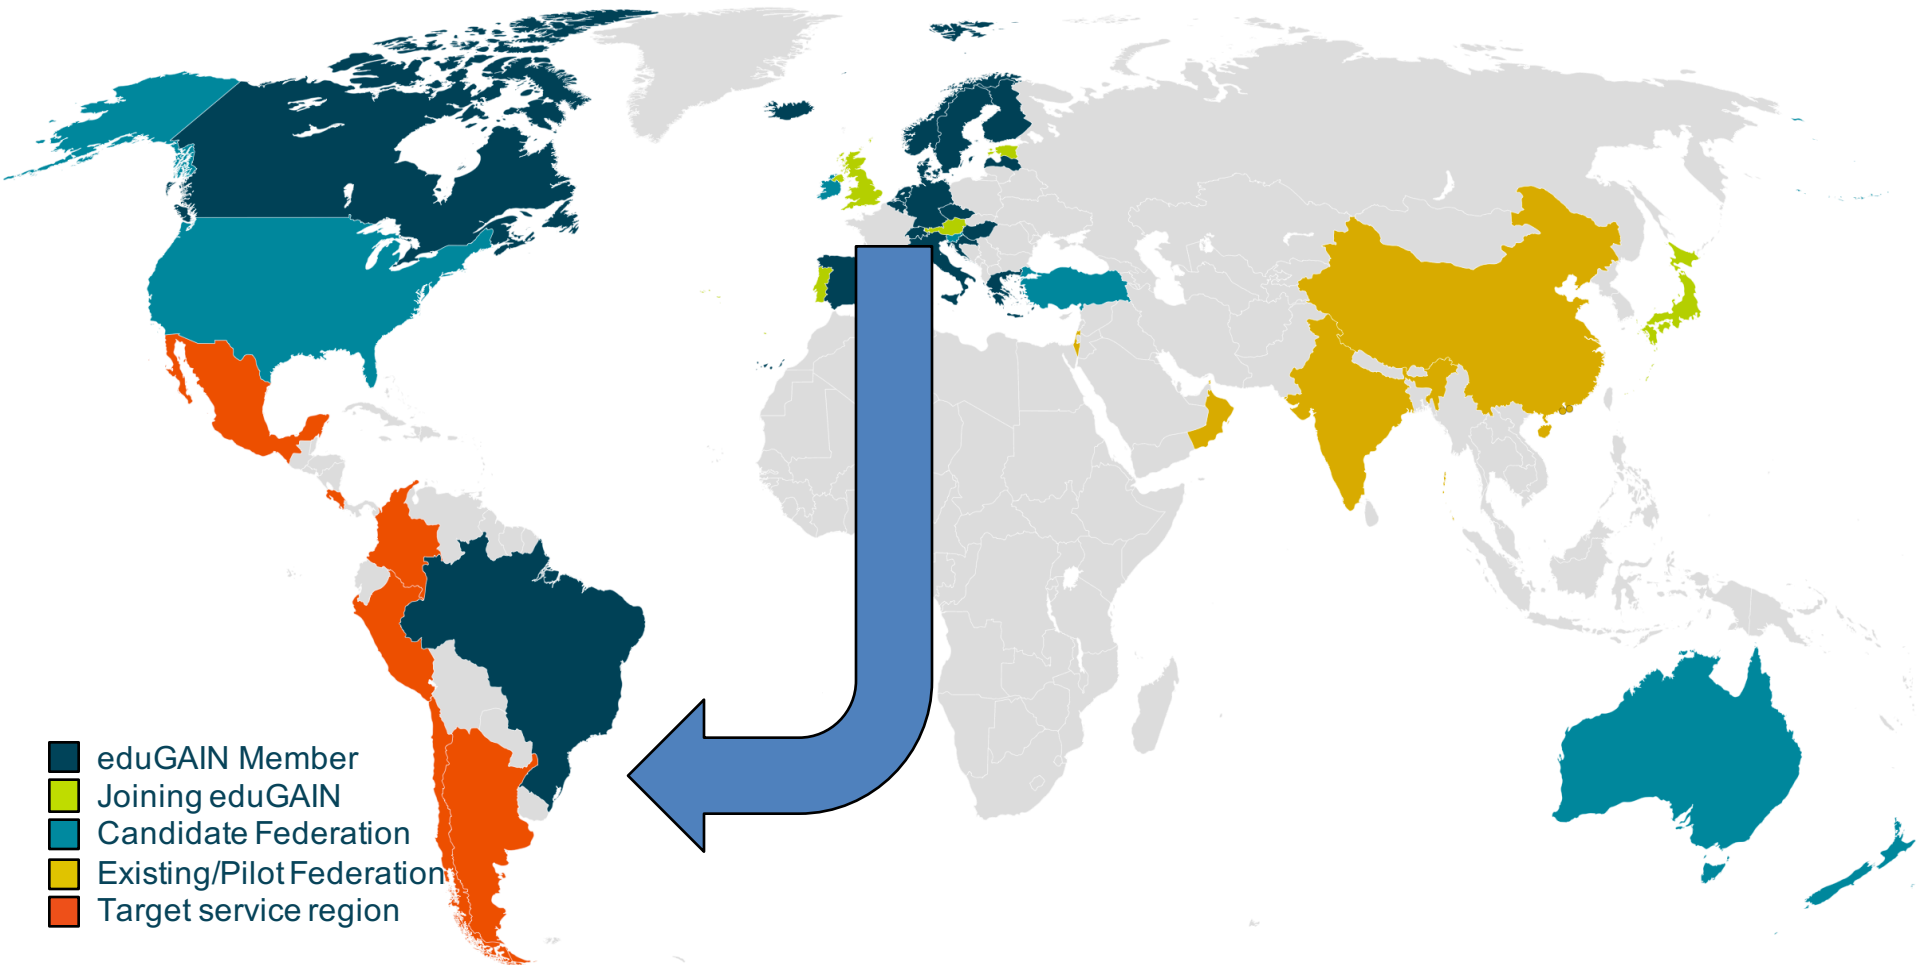 eduGAIN Member
Joining eduGAIN
Candidate Federation
Existing/Pilot Federation
Target service region